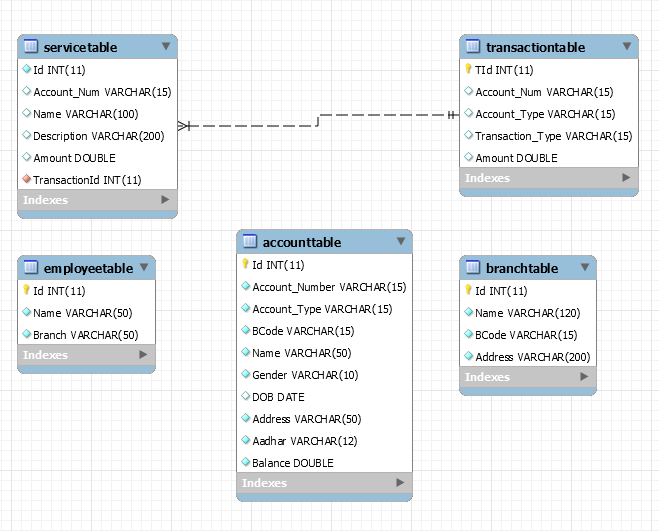 servicetable
Id INT(11)
Account_Num VARCHAR(15)
Name VARCHAR(100)
Description VARCHAR(200)
Amount DOUBLE
TransactionId INT(11)
Indexes
transactiontable
TId INT(11)
Account_Num VARCHAR(15)
Account_Type VARCHAR(15)
Transaction_Type VARCHAR(15)
Amount DOUBLE
Indexes
employeetable
Id INT(11)
Name VARCHAR(50)
Branch VARCHAR(50)
Indexes
accounttable
Id INT(11)
Account_Number VARCHAR(15)
Account_Type VARCHAR(15)
BCode VARCHAR(15)
Name VARCHAR(50)
Gender VARCHAR(10)
DOB DATE
Address VARCHAR(50)
Aadhar VARCHAR(12)
Balance DOUBLE
Indexes
branchtable
Id INT(11)
Name VARCHAR(120)
BCode VARCHAR(15)
Address VARCHAR(200)
Indexes